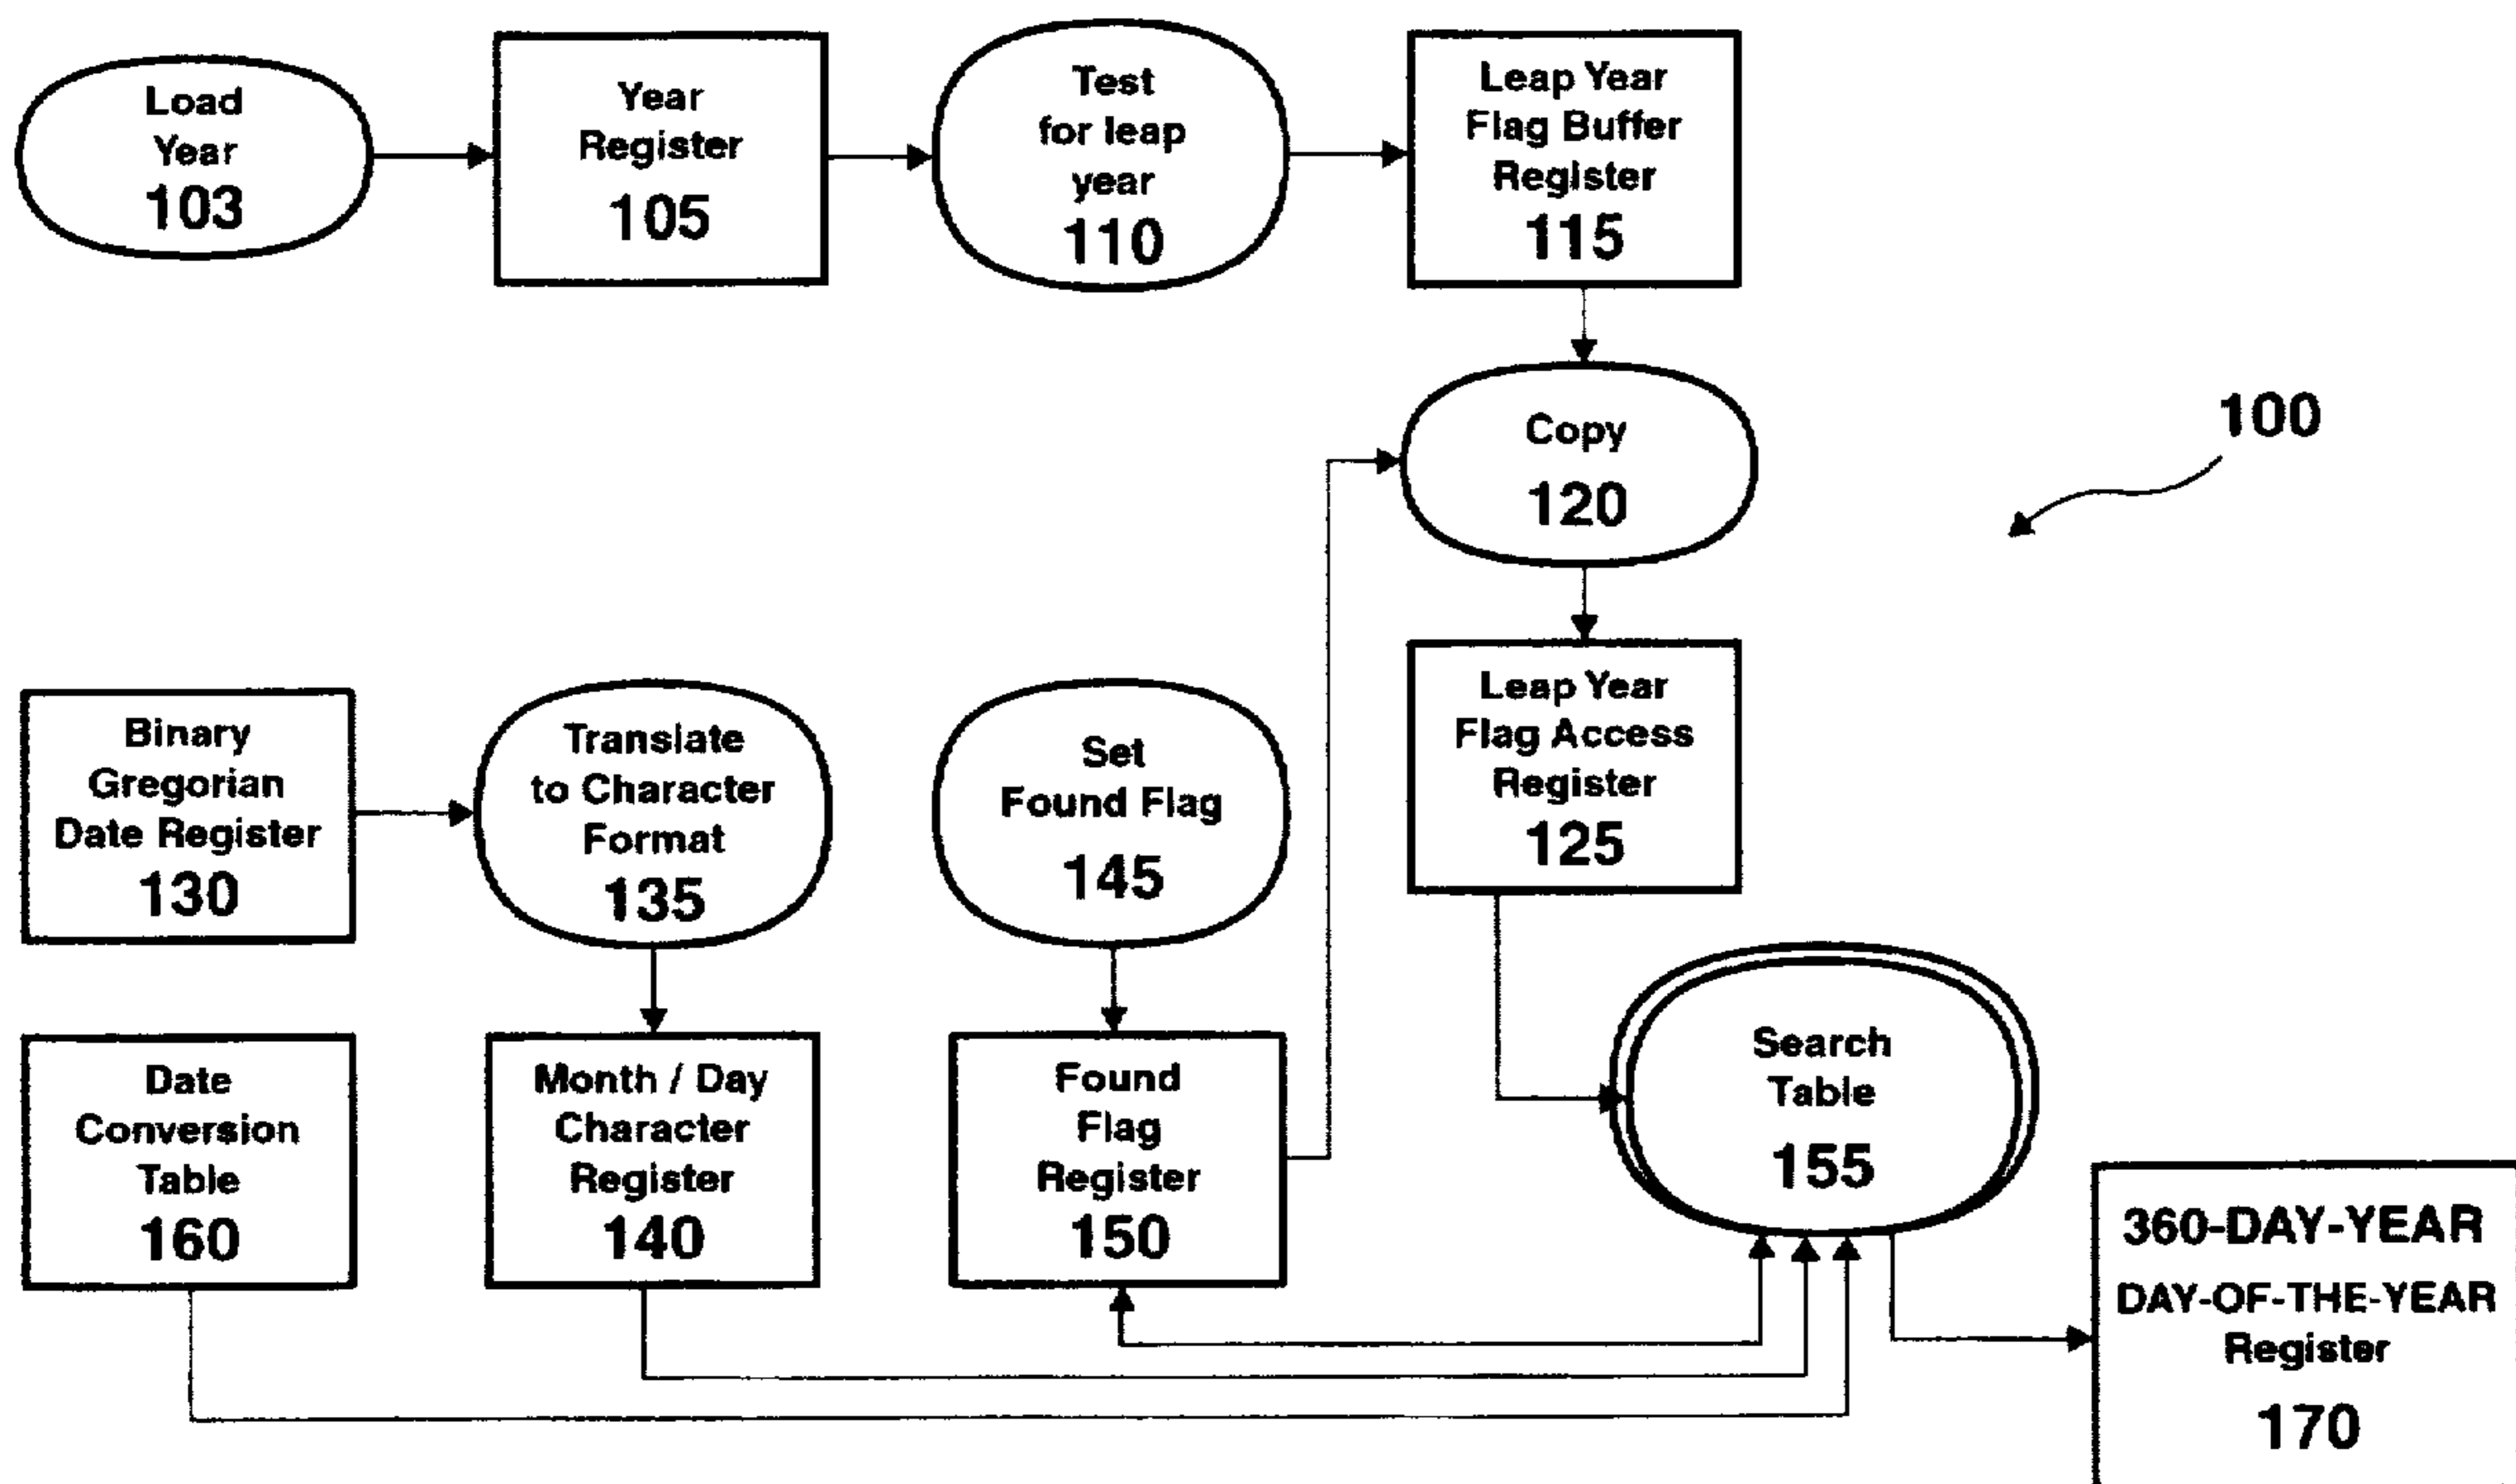 Load
Year
103
Year
Register
105
Test
for leap
year
110
Leap Year
Flag Buffer
Register
115
Copy
120
100
Leap Year
Flag Access
Register
125
Binary
Gregorian
Date Register
130
Translate
to Character
Format
135
Set
Found Flag
145
Date
Conversion
Table
160
Month / Day
Character
Register
140
Found
Flag
Register
150
Search
Table
155
360-DAY-YEAR
DAY-OF-THE-YEAR
Register
170